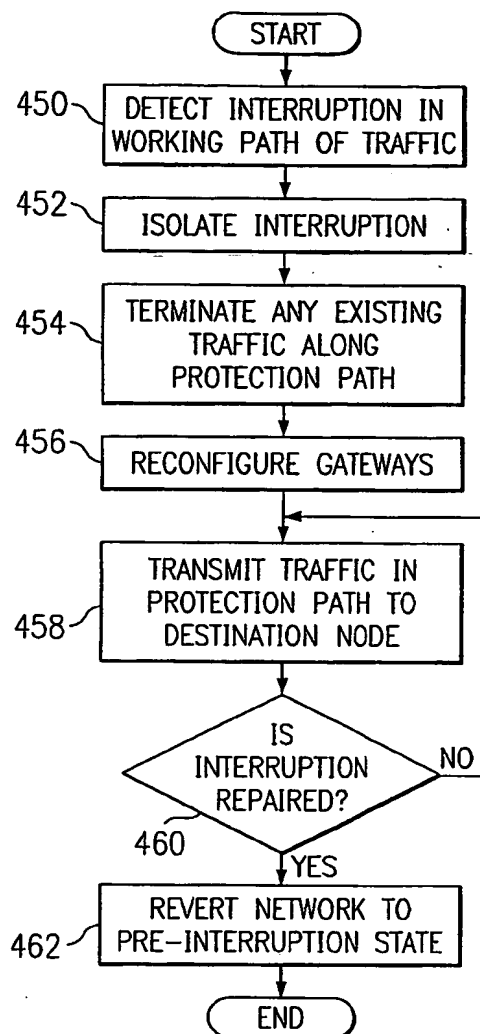 START
450
DETECT INTERRUPTION IN
WORKING PATH OF TRAFFIC
452
ISOLATE INTERRUPTION
454
TERMINATE ANY EXISTING
TRAFFIC ALONG
PROTECTION PATH
456
RECONFIGURE GATEWAYS
458
TRANSMIT TRAFFIC IN
PROTECTION PATH TO
DESTINATION NODE
IS
INTERRUPTION
REPAIRED?
NO
460
YES
462
REVERT NETWORK TO
PRE-INTERRUPTION STATE
END